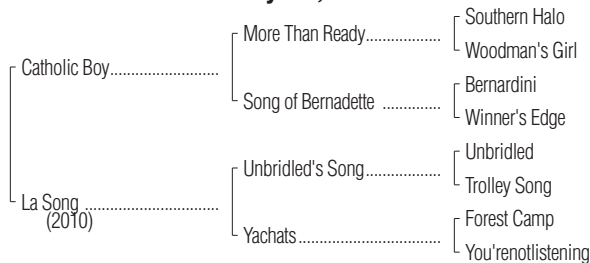 Southern Halo
More Than Ready
Woodman's Girl
Catholic Boy
Bernardini
Song of Bernadette
Winner's Edge
Unbridled
Unbridled's Song
Trolley Song
La Song
(2010)
Forest Camp
Yachats
You'renotlistening